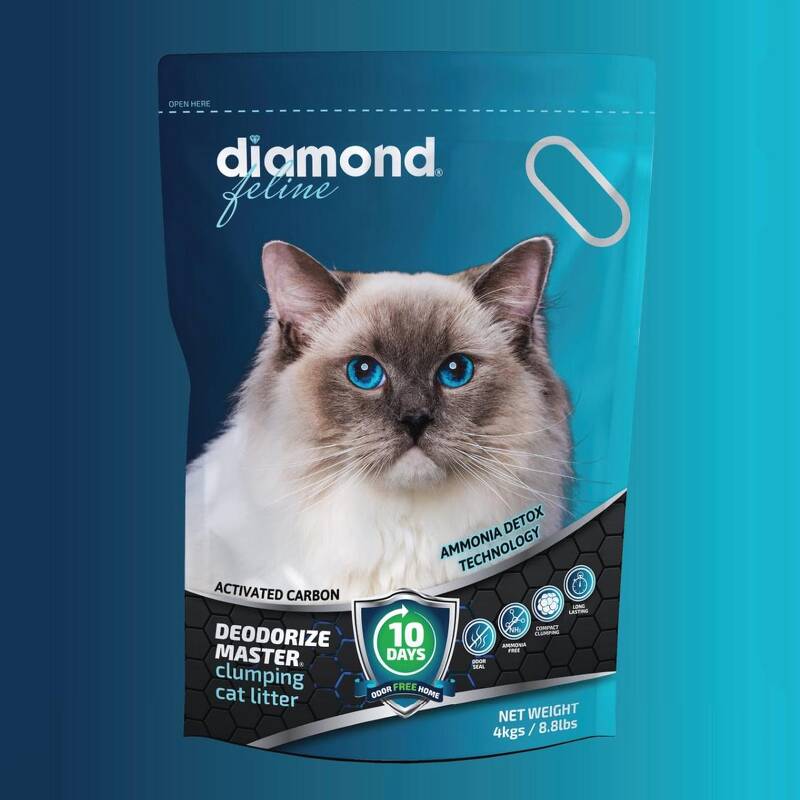 OPEN HERE
diamond®
feline
AMMONIA DETOX
TECHNOLOGY
ACTIVATED CARBON
DEODORIZE
MASTER®
clumping
cat litter
10
DAYS
ODOR FREE HOME
ODOR
SEAL
NH₃
AMMONIA
FREE
COMPACT
CLUMPING
LONG
LASTING
NET WEIGHT
4kgs / 8.8lbs